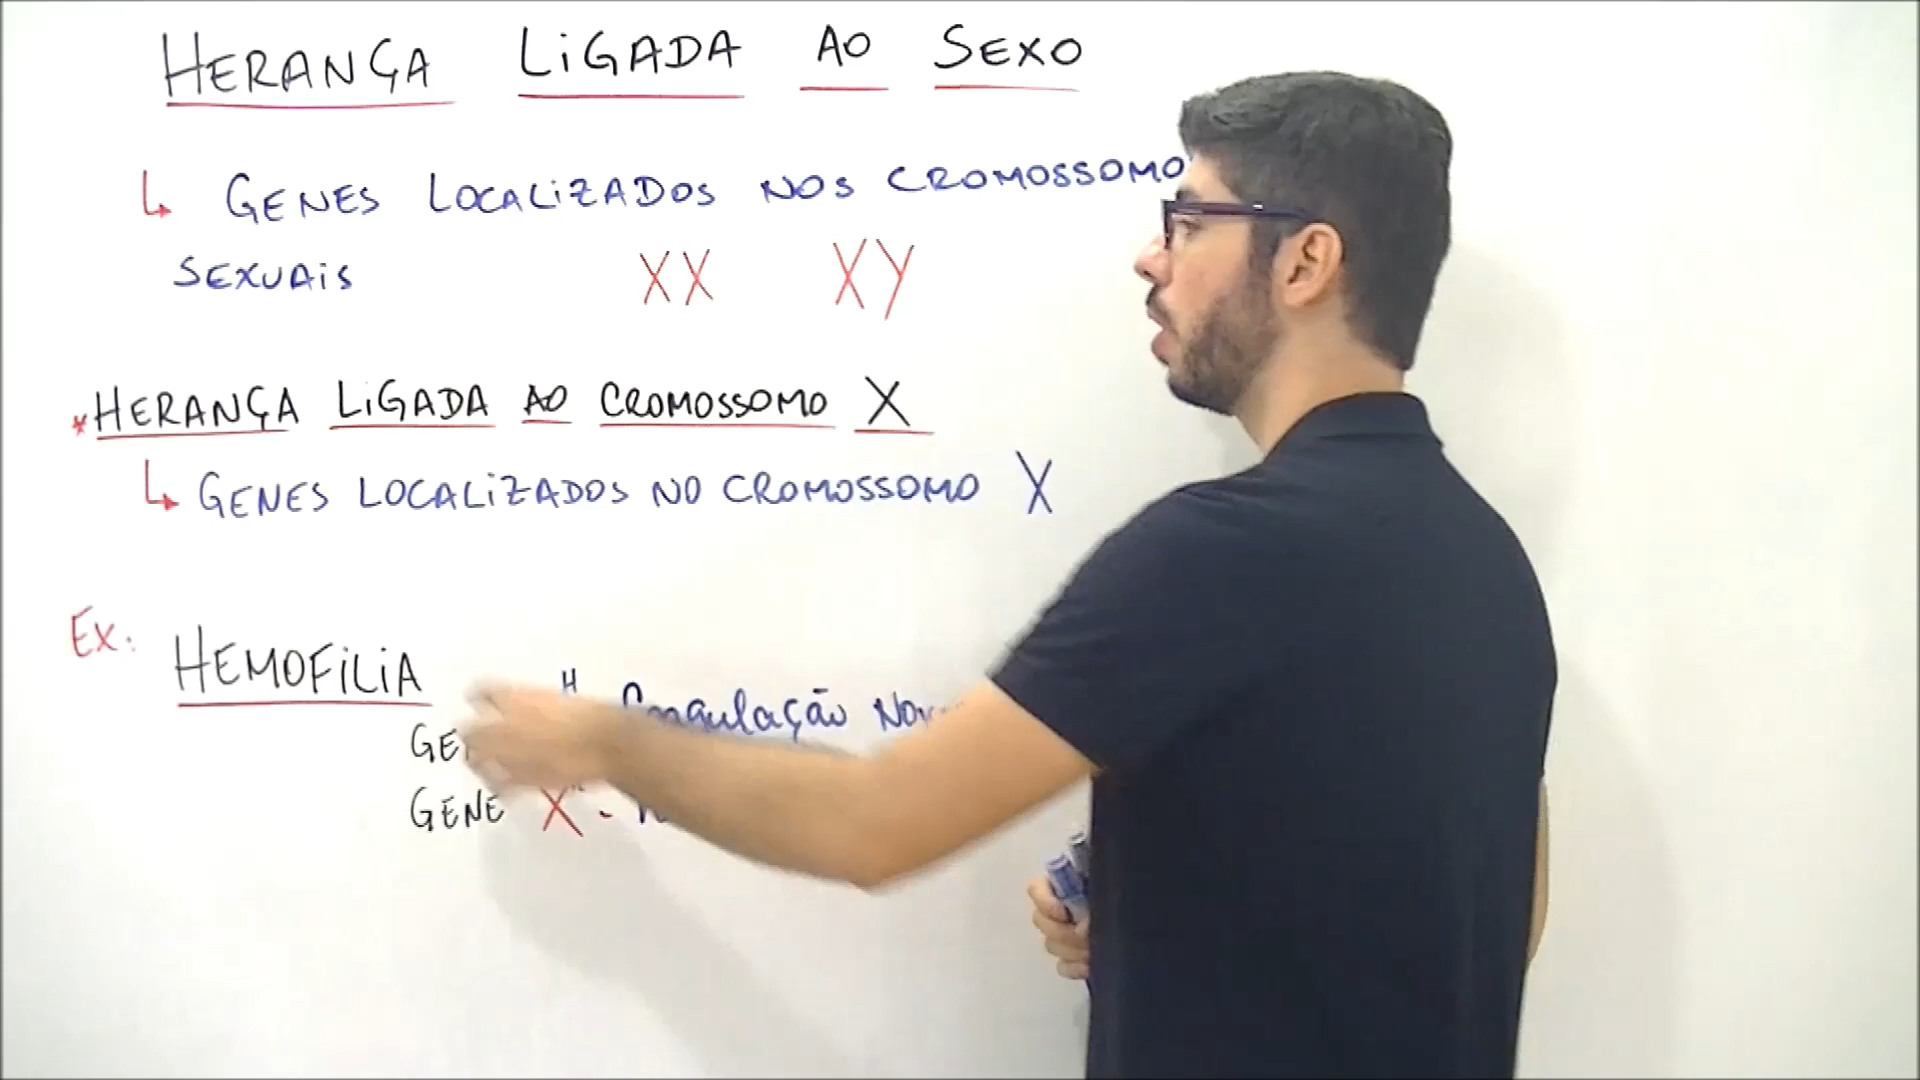 HERANÇA LIGADA AO SEXO
↳ GENES LOCALIZADOS NOS CROMOSSOMO
SEXUAIS XX XY
*HERANÇA LIGADA AO CROMOSSOMO X
↳ GENES LOCALIZADOS NO CROMOSSOMO X
EX: HEMOFILIA
H Coagulação
GENE X -